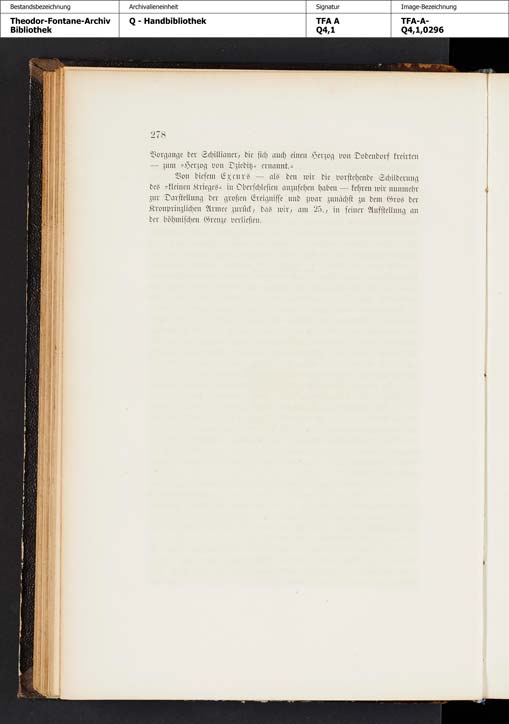 Bestandsbezeichnung Archivalieneinheit Signatur Image-Bezeichnung
Theodor-Fontane-Archiv Q - Handbibliothek TFA A TFA-A-
Bibliothek Q4,1 Q4,1,0296
278
Vorgange der Schillianer, die sich auch einen Herzog von Dodendorf kreirten
— zum »Herzog von Dzieditz« ernannt.«
Von diesem Excurs — als den wir die vorstehende Schilderung
des »kleinen Krieges« in Oberschlesien anzusehen haben — kehren wir nunmehr
zur Darstellung der großen Ereignisse und zwar zunächst zu dem Gros der
Kronprinzlichen Armee zurück, das wir, am 25., in seiner Aufstellung an
der böhmischen Grenze verließen.